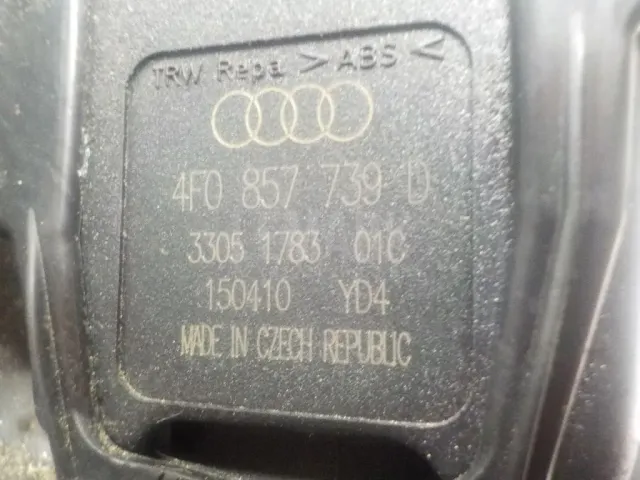 TRW Repa >ABS<
4F0 857 739 D
3305 1783 01C
150410 YD4
MADE IN CZECH REPUBLIC